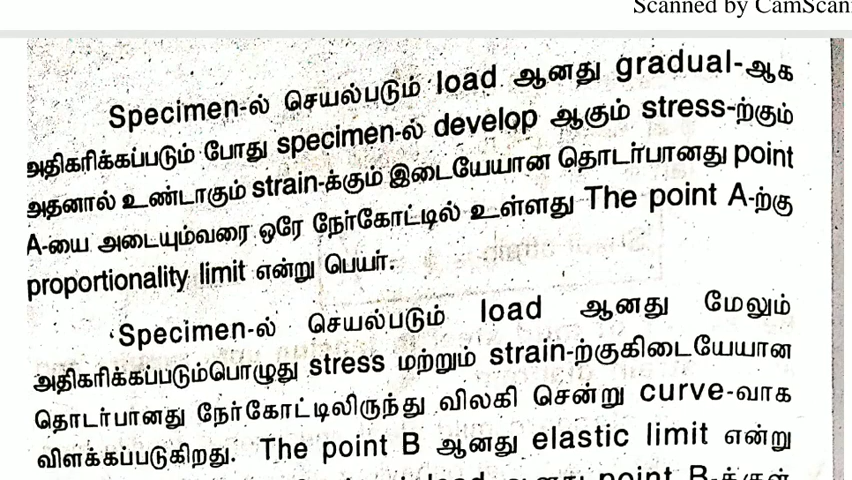 Scanned by CamScan
Specimen-ல் செயல்படும் load ஆனது gradual-ஆக
அதிகரிக்கப்படும் போது specimen-ல் develop ஆகும் stress-ற்கும்
அதனால் உண்டாகும் strain-க்கும் இடையேயான தொடர்பானது point
A-யை அடையும்வரை ஒரே நேர்கோட்டில் உள்ளது The point A-ற்கு
proportionality limit என்று பெயர்.
Specimen-ல் செயல்படும் load ஆனது மேலும்
அதிகரிக்கப்படும்பொழுது stress மற்றும் strain-ற்குகிடையேயான
தொடர்பானது நேர்கோட்டிலிருந்து விலகி சென்று curve-வாக
விளக்கப்படுகிறது. The point B ஆனது elastic limit என்று
load ஆனது point B-க்குள்